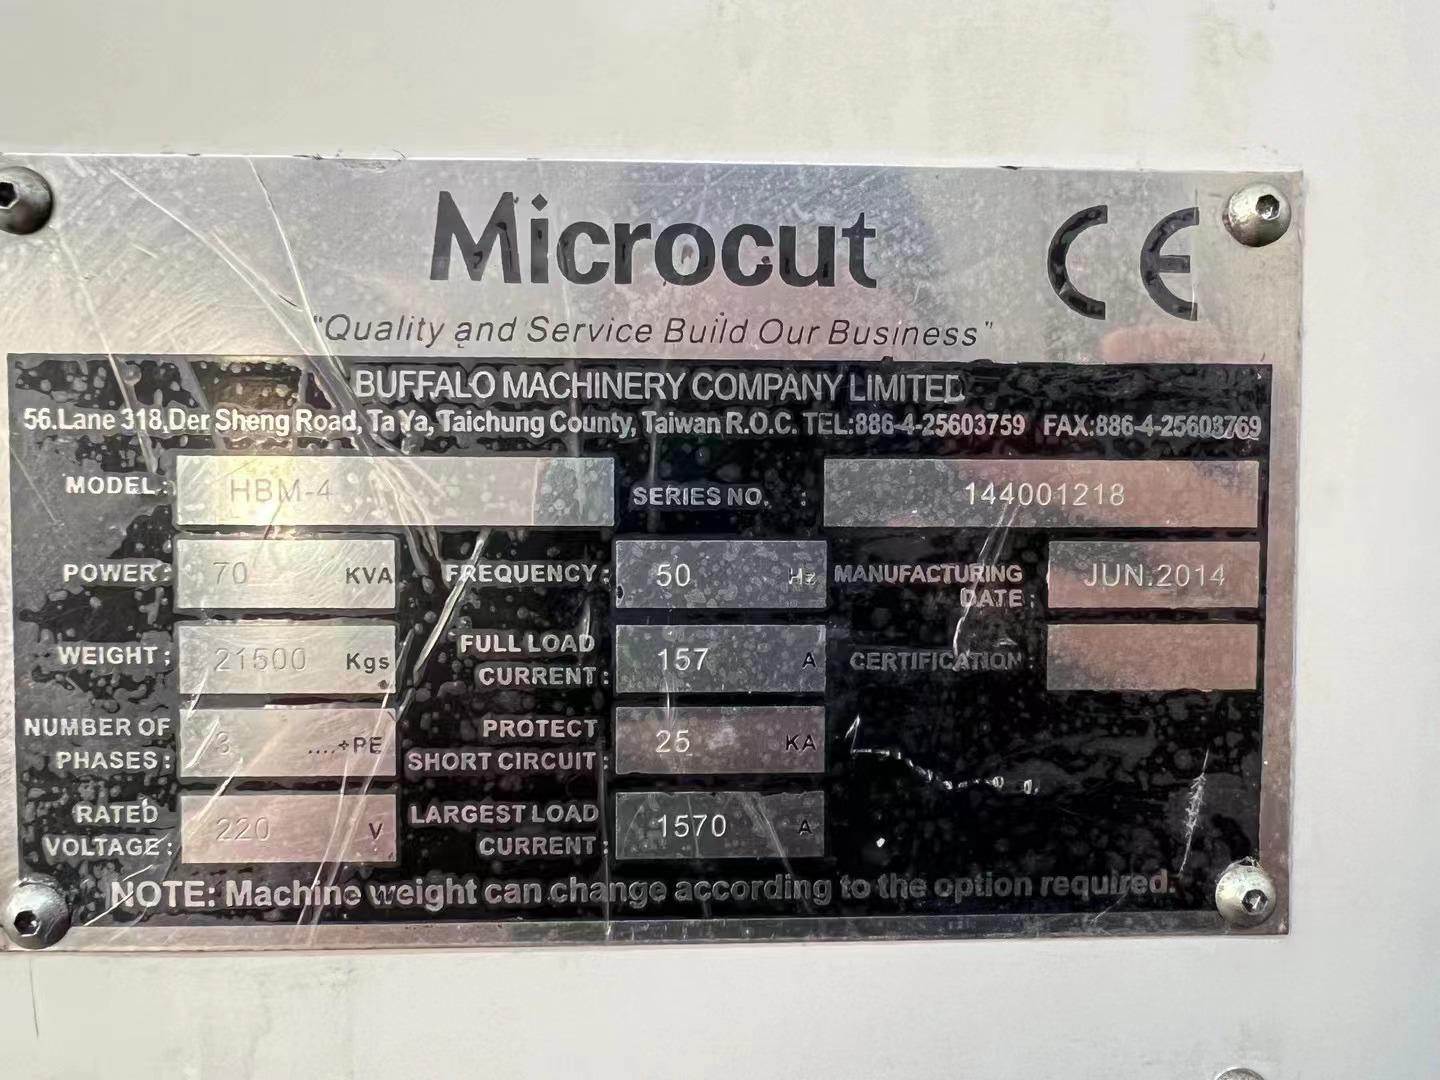 Microcut
CE
"Quality and Service Build Our Business"
BUFFALO MACHINERY COMPANY LIMITED
56.Lane 318,Der Sheng Road, Ta Ya, Taichung County, Taiwan R.O.C. TEL:886-4-25603759 FAX:886-4-25603769
MODEL: HBM-4 SERIES NO. : 144001218
POWER: 70 KVA FREQUENCY: 50 Hz MANUFACTURING DATE: JUN.2014
WEIGHT: 21500 Kgs FULL LOAD CURRENT: 157 A CERTIFICATION:
NUMBER OF PHASES: 3 ....+PE PROTECT SHORT CIRCUIT: 25 KA
RATED VOLTAGE: 220 V LARGEST LOAD CURRENT: 1570 A
NOTE: Machine weight can change according to the option required.